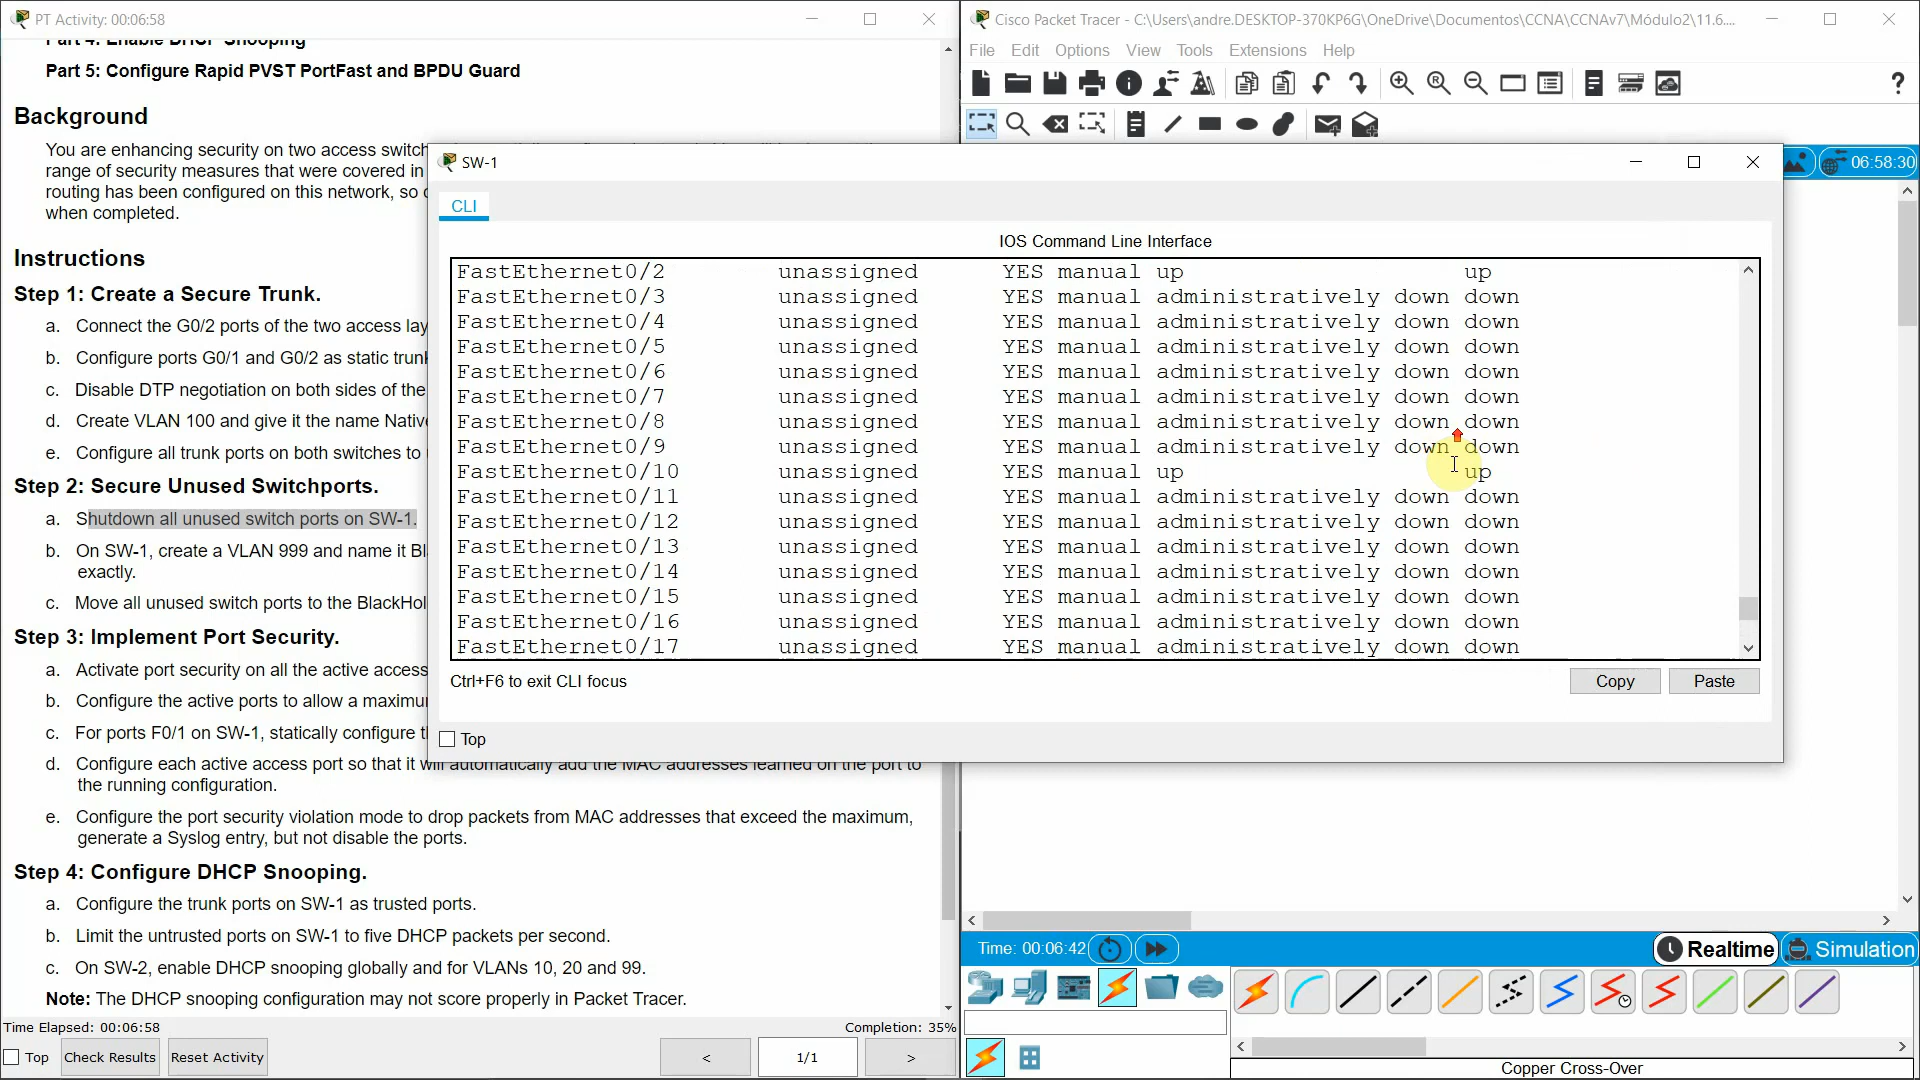 PT Activity: 00:06:58
Part 4: Enable DHCP Snooping
Part 5: Configure Rapid PVST PortFast and BPDU Guard
Background
You are enhancing security on two access switch
range of security measures that were covered in
routing has been configured on this network, so
when completed.
Instructions
Step 1: Create a Secure Trunk.
a. Connect the G0/2 ports of the two access lay
b. Configure ports G0/1 and G0/2 as static trunk
c. Disable DTP negotiation on both sides of the
d. Create VLAN 100 and give it the name Native
e. Configure all trunk ports on both switches to
Step 2: Secure Unused Switchports.
a. Shutdown all unused switch ports on SW-1.
b. On SW-1, create a VLAN 999 and name it Bl
exactly.
c. Move all unused switch ports to the BlackHol
Step 3: Implement Port Security.
a. Activate port security on all the active access
b. Configure the active ports to allow a maximu
c. For ports F0/1 on SW-1, statically configure t
d. Configure each active access port so that it will automatically add the MAC addresses learned on the port to
the running configuration.
e. Configure the port security violation mode to drop packets from MAC addresses that exceed the maximum,
generate a Syslog entry, but not disable the ports.
Step 4: Configure DHCP Snooping.
a. Configure the trunk ports on SW-1 as trusted ports.
b. Limit the untrusted ports on SW-1 to five DHCP packets per second.
c. On SW-2, enable DHCP snooping globally and for VLANs 10, 20 and 99.
Note: The DHCP snooping configuration may not score properly in Packet Tracer.
Time Elapsed: 00:06:58
Completion: 35%
Top
Check Results
Reset Activity
<
1/1
>
Cisco Packet Tracer - C:\Users\andre.DESKTOP-370KP6G\OneDrive\Documentos\CCNA\CCNAv7\Módulo2\11.6....
File Edit Options View Tools Extensions Help
06:58:30
SW-1
CLI
IOS Command Line Interface
FastEthernet0/2 unassigned YES manual up up
FastEthernet0/3 unassigned YES manual administratively down down
FastEthernet0/4 unassigned YES manual administratively down down
FastEthernet0/5 unassigned YES manual administratively down down
FastEthernet0/6 unassigned YES manual administratively down down
FastEthernet0/7 unassigned YES manual administratively down down
FastEthernet0/8 unassigned YES manual administratively down down
FastEthernet0/9 unassigned YES manual administratively down down
FastEthernet0/10 unassigned YES manual up up
FastEthernet0/11 unassigned YES manual administratively down down
FastEthernet0/12 unassigned YES manual administratively down down
FastEthernet0/13 unassigned YES manual administratively down down
FastEthernet0/14 unassigned YES manual administratively down down
FastEthernet0/15 unassigned YES manual administratively down down
FastEthernet0/16 unassigned YES manual administratively down down
FastEthernet0/17 unassigned YES manual administratively down down
Ctrl+F6 to exit CLI focus
Copy
Paste
Top
Time: 00:06:42
Realtime
Simulation
Copper Cross-Over